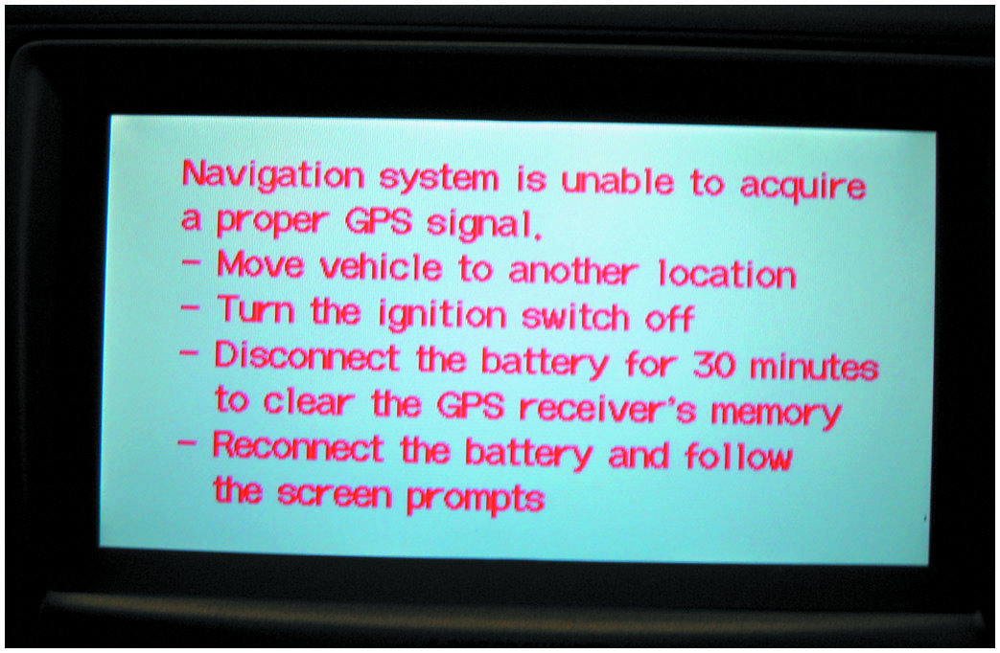 Navigation system is unable to acquire
a proper GPS signal.
- Move vehicle to another location
- Turn the ignition switch off
- Disconnect the battery for 30 minutes
to clear the GPS receiver's memory
- Reconnect the battery and follow
the screen prompts